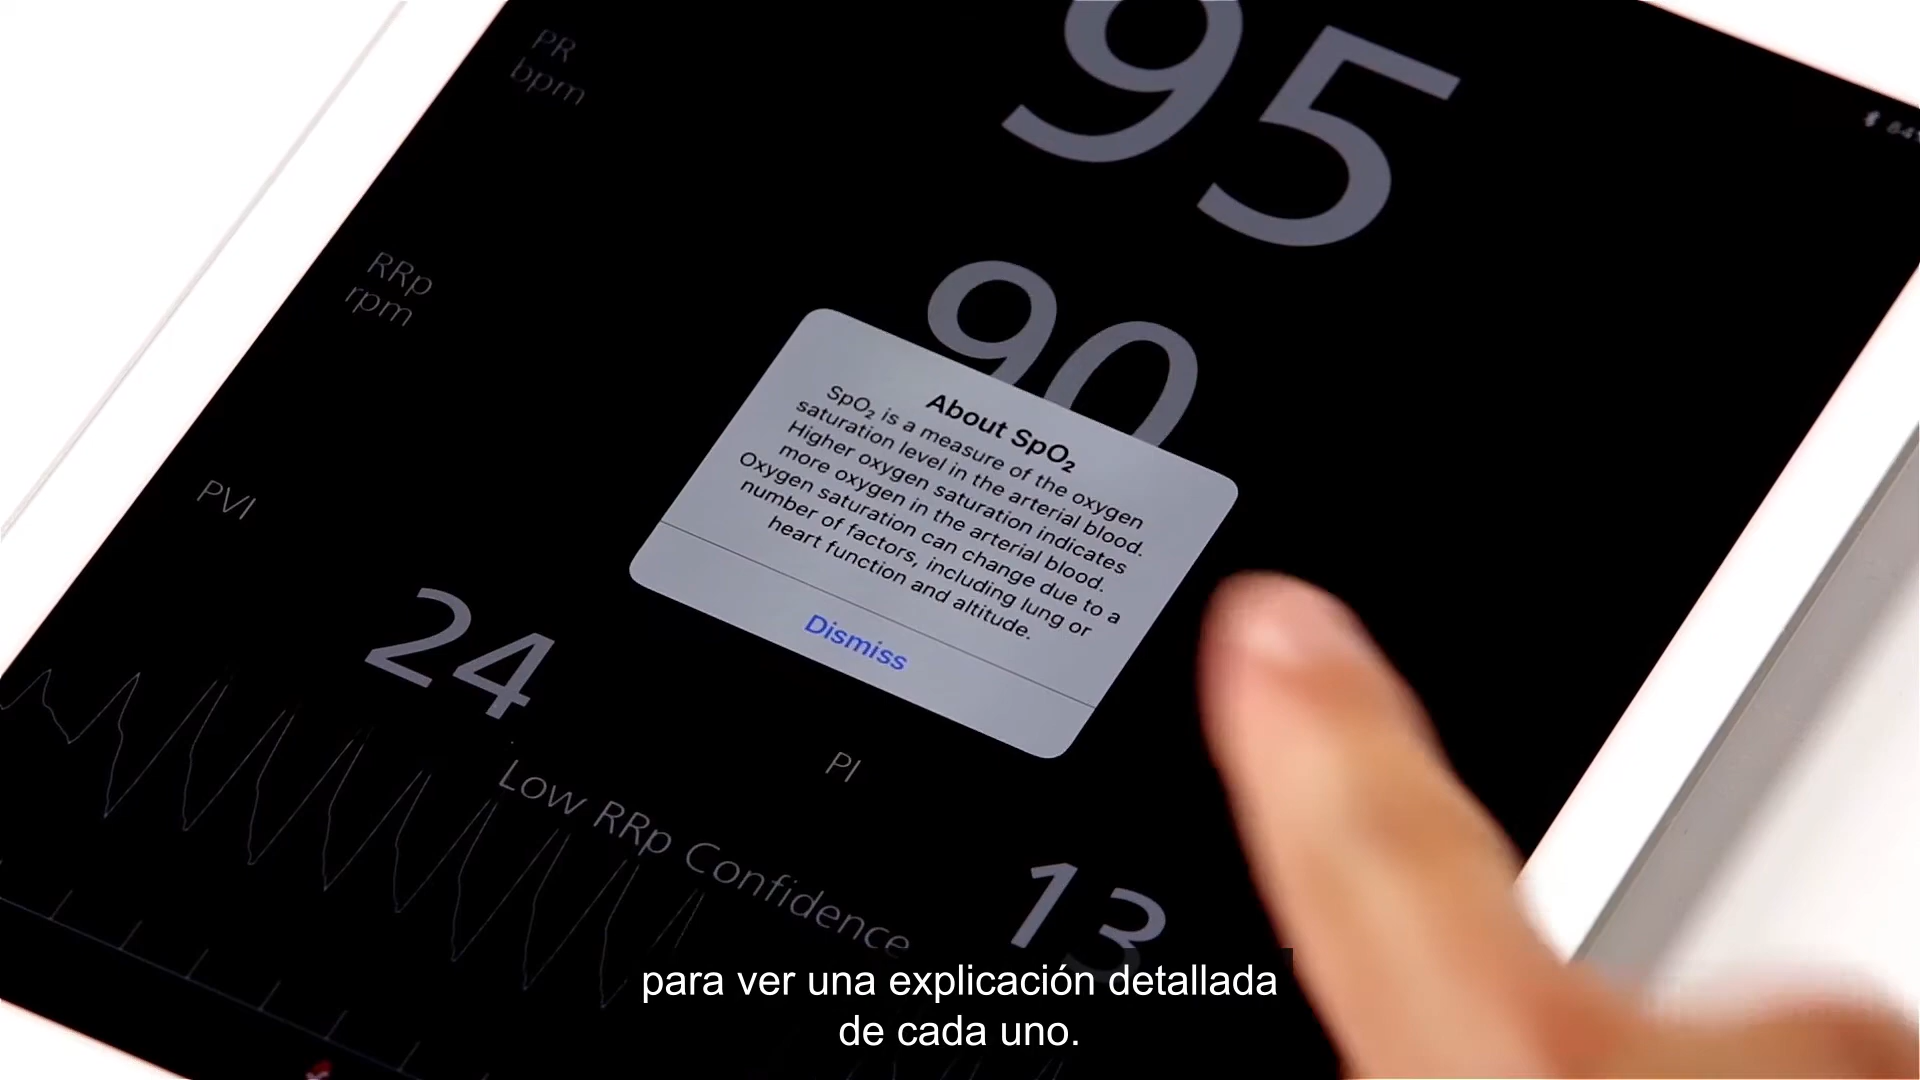 PR
bpm
95
84%
RRp
rpm
90
About SpO₂
SpO₂ is a measure of the oxygen
saturation level in the arterial blood.
Higher oxygen saturation indicates
more oxygen in the arterial blood.
Oxygen saturation can change due to a
number of factors, including lung or
heart function and altitude.
Dismiss
PVI
24
PI
Low RRp Confidence
13
para ver una explicación detallada
de cada uno.